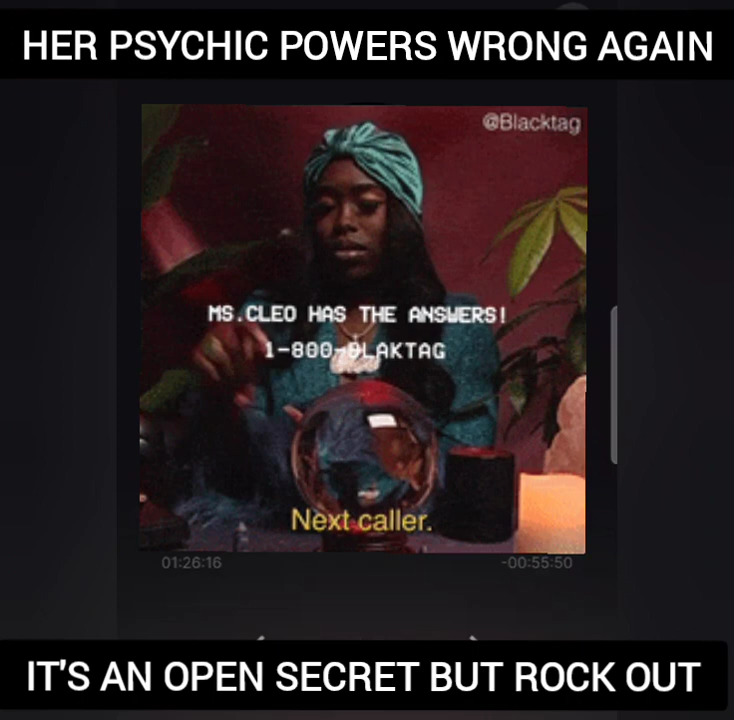 HER PSYCHIC POWERS WRONG AGAIN
@Blacktag
MS.CLEO HAS THE ANSWERS!
1-800-BLAKTAG
Next caller.
01:26:16 -00:55:50
IT'S AN OPEN SECRET BUT ROCK OUT